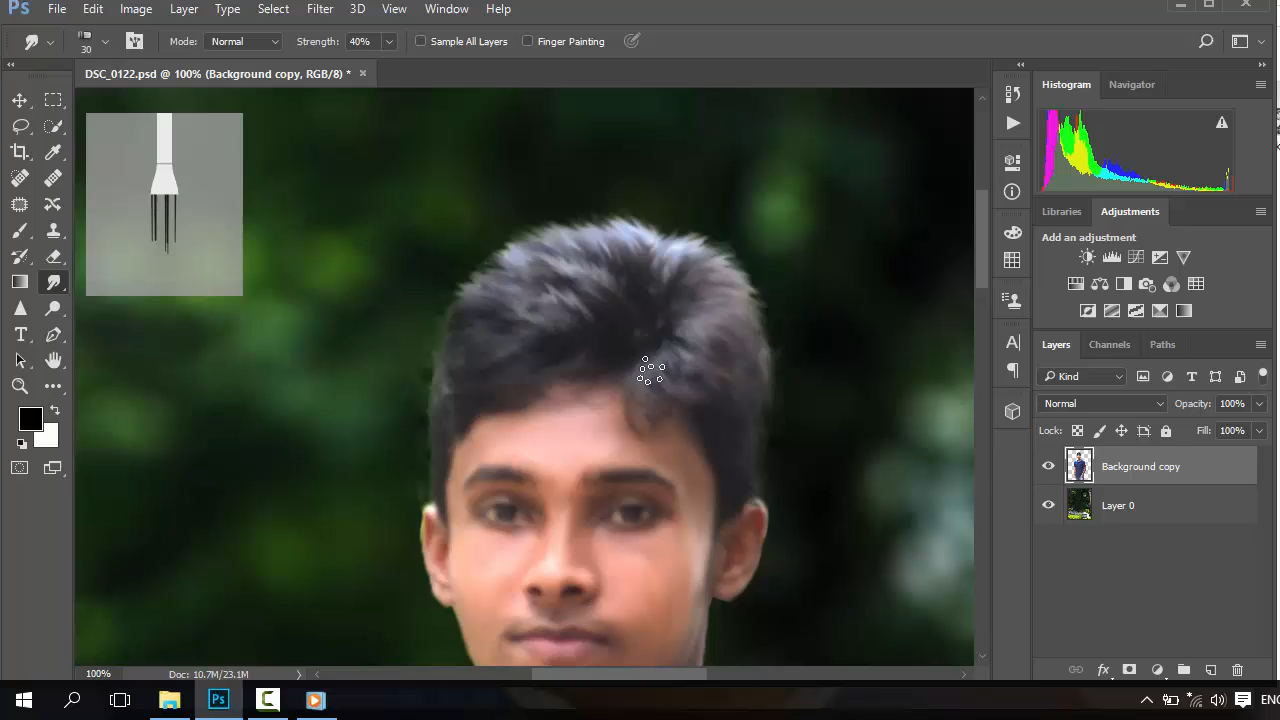 Ps File Edit Image Layer Type Select Filter 3D View Window Help
30 Mode: Normal Strength: 40% Sample All Layers Finger Painting
DSC_0122.psd @ 100% (Background copy, RGB/8) * ×
Histogram Navigator
Libraries Adjustments
Add an adjustment
Layers Channels Paths
Kind
Normal Opacity: 100%
Lock: Fill: 100%
Background copy
Layer 0
100% Doc: 10.7M/23.1M
Ps ENG